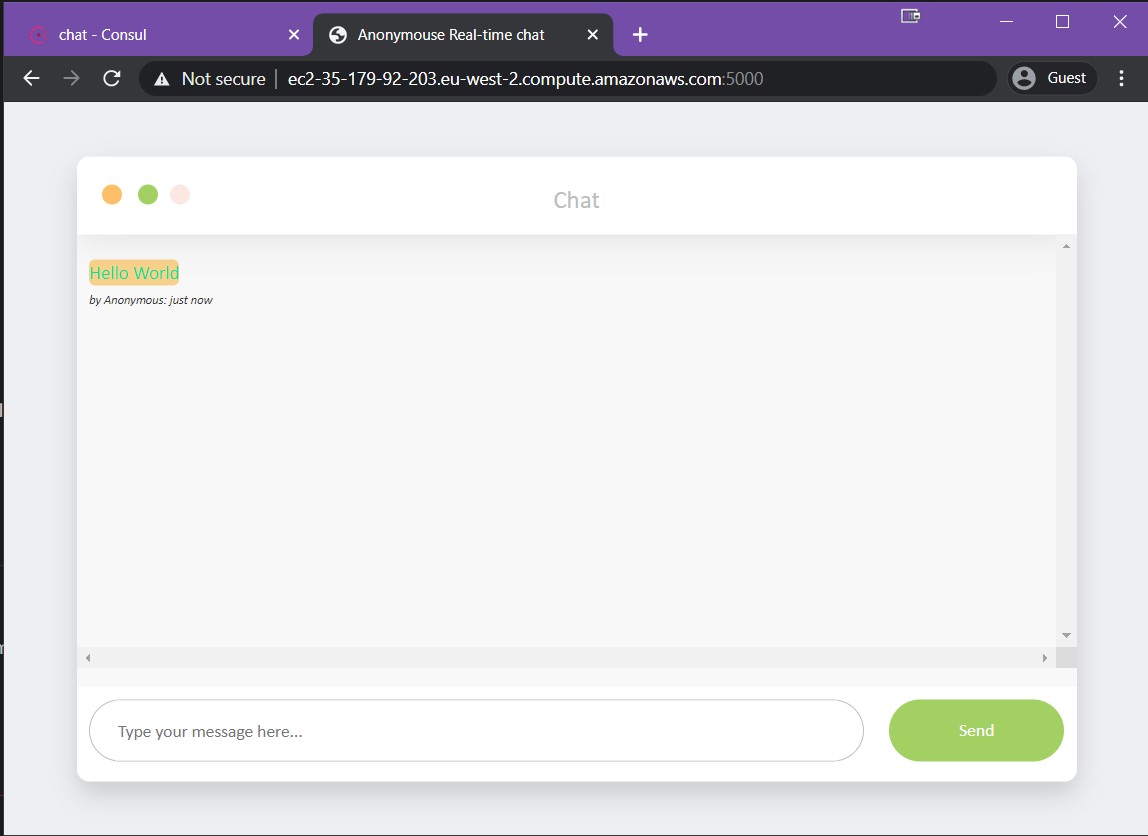 chat - Consul
Anonymouse Real-time chat
Not secure
ec2-35-179-92-203.eu-west-2.compute.amazonaws.com:5000
Guest
Chat
Hello World
by Anonymous: just now
Type your message here...
Send